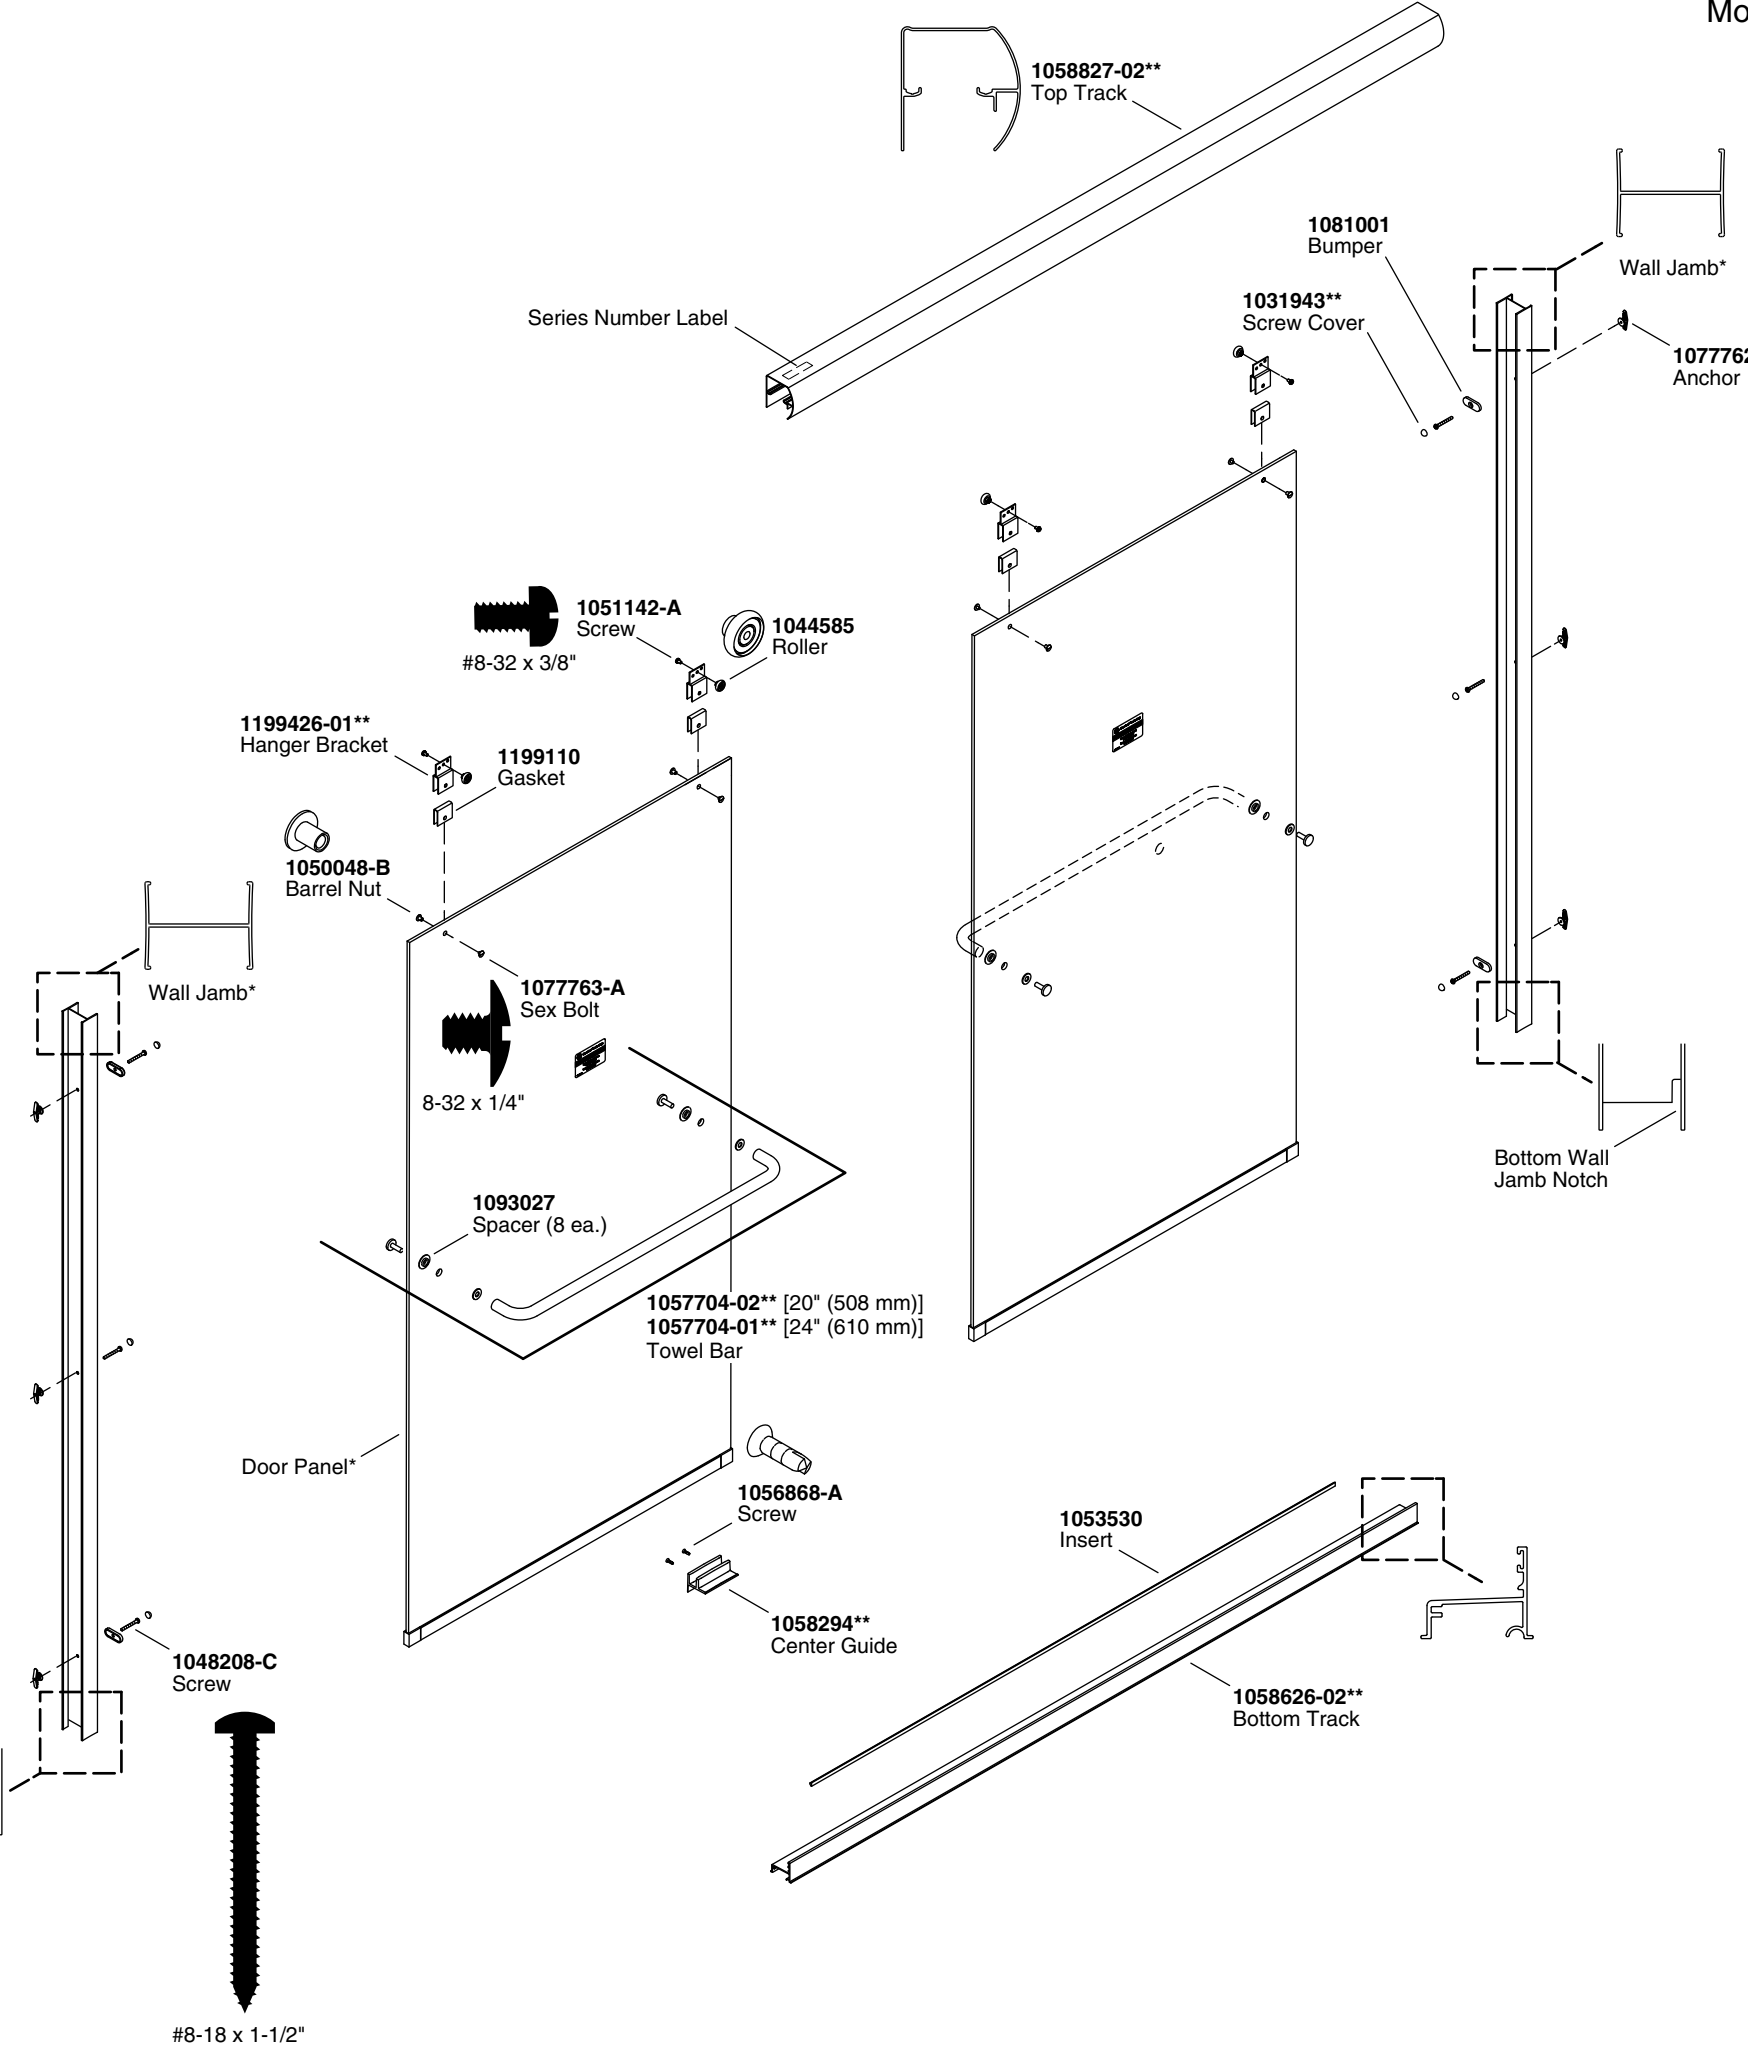 Mo
1058827-02**
Top Track
1081001
Bumper
Wall Jamb*
1031943**
Screw Cover
Series Number Label
1077762
Anchor
1051142-A
Screw
#8-32 x 3/8"
1044585
Roller
1199426-01**
Hanger Bracket
1199110
Gasket
1050048-B
Barrel Nut
Wall Jamb*
1077763-A
Sex Bolt
8-32 x 1/4"
Bottom Wall
Jamb Notch
1093027
Spacer (8 ea.)
1057704-02** [20" (508 mm)]
1057704-01** [24" (610 mm)]
Towel Bar
Door Panel*
1056868-A
Screw
1053530
Insert
1058294**
Center Guide
1048208-C
Screw
1058626-02**
Bottom Track
#8-18 x 1-1/2"